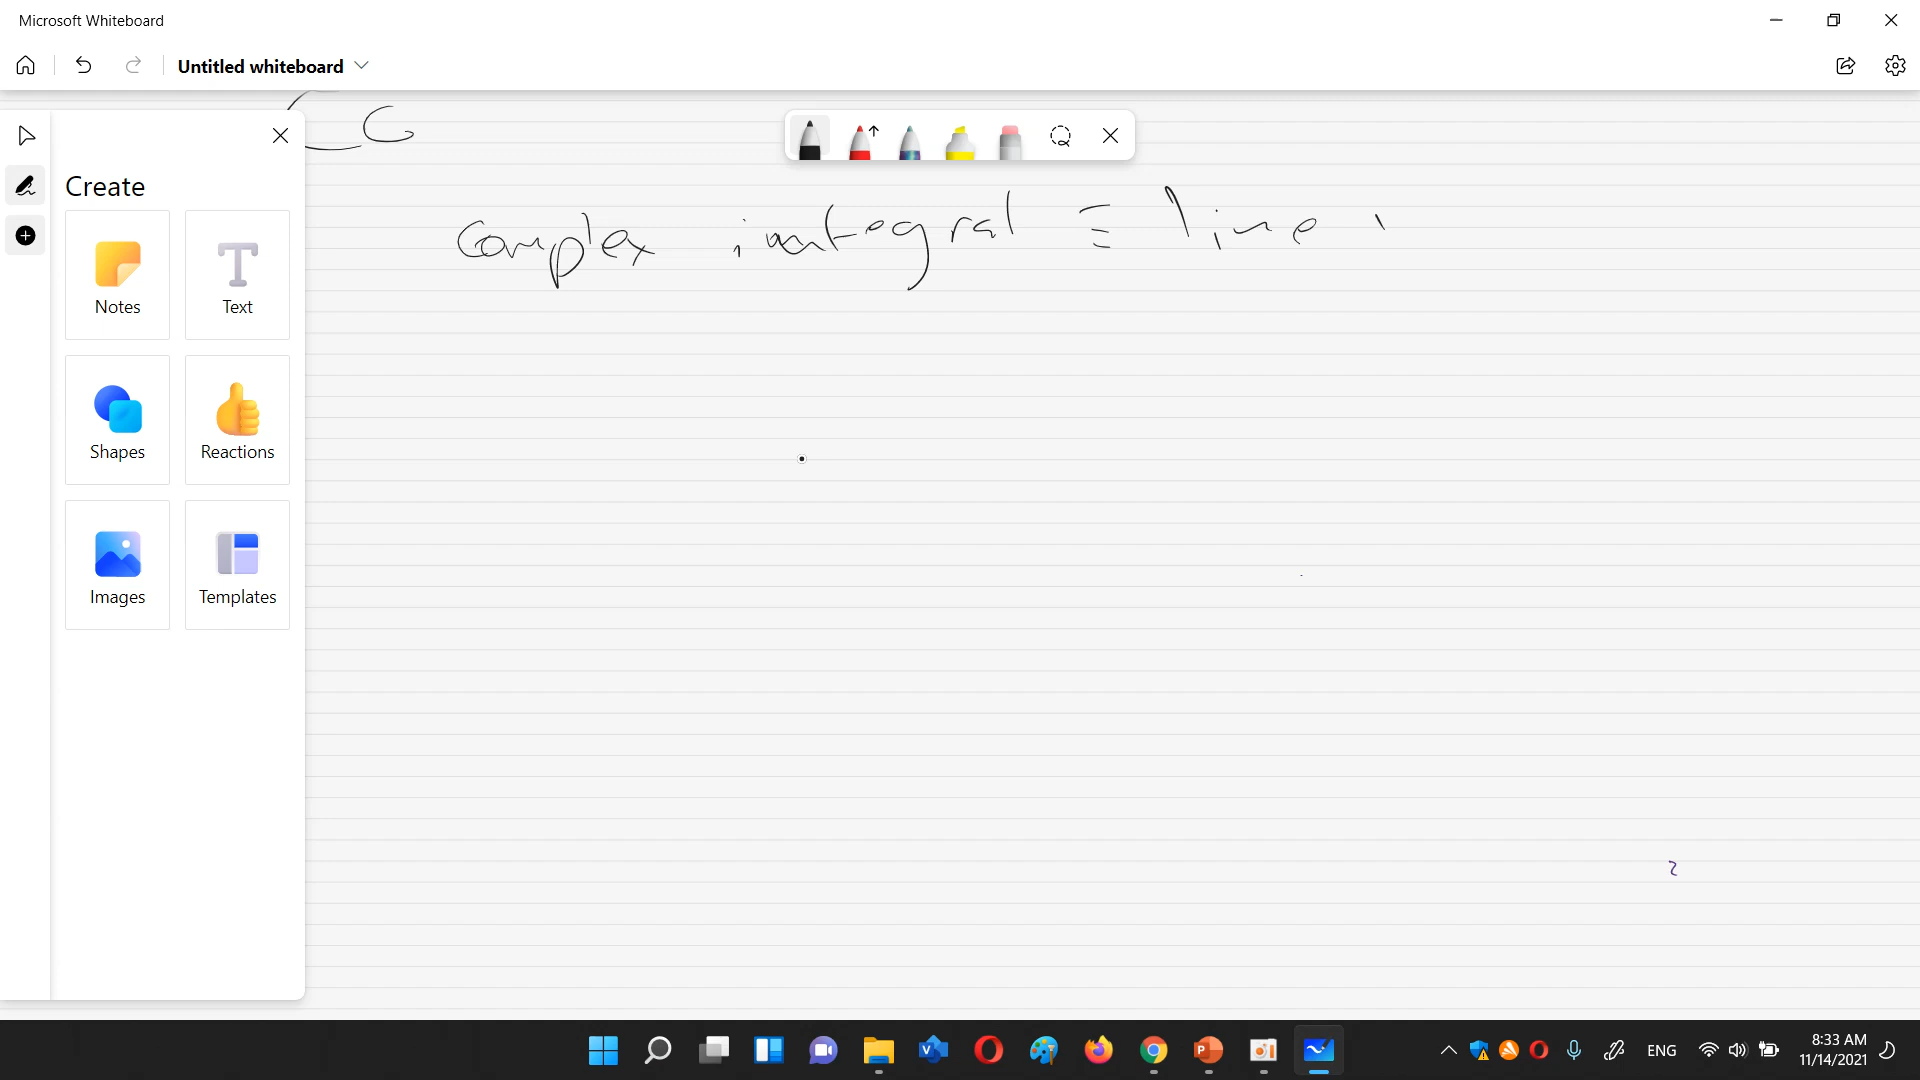 Microsoft Whiteboard
Untitled whiteboard
C
Create
Complex integral ≡ line
Notes
Text
Shapes
Reactions
Images
Templates
2
ENG
8:33 AM
11/14/2021